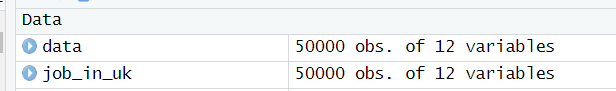 Data
data 50000 obs. of 12 variables
job_in_uk 50000 obs. of 12 variables